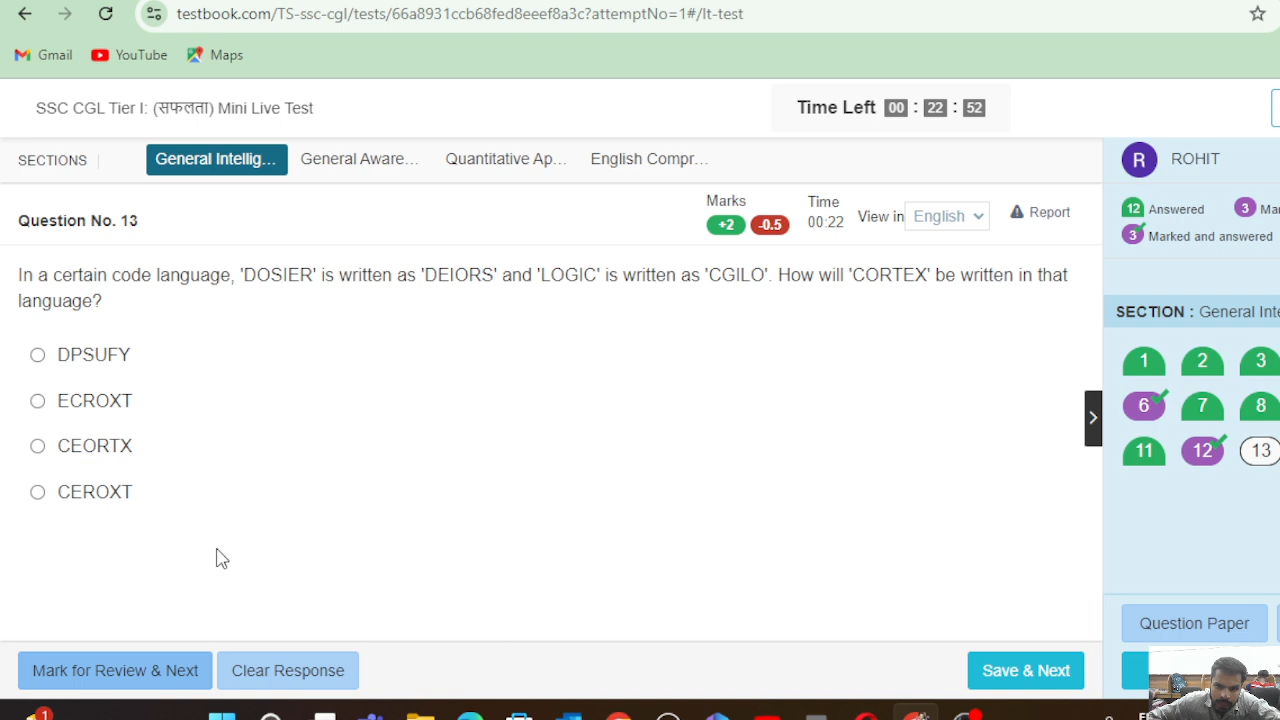 testbook.com/TS-ssc-cgl/tests/66a8931ccb68fed8eeef8a3c?attemptNo=1#/lt-test
Gmail YouTube Maps
SSC CGL Tier I: (सफलता) Mini Live Test
Time Left 00 : 22 : 52
SECTIONS General Intellig... General Aware... Quantitative Ap... English Compr...
R ROHIT
Question No. 13
Marks
+2 -0.5
Time
00:22
View in English
Report
12 Answered 3
3 Marked and answered
In a certain code language, 'DOSIER' is written as 'DEIORS' and 'LOGIC' is written as 'CGILO'. How will 'CORTEX' be written in that
language?
DPSUFY
ECROXT
CEORTX
CEROXT
SECTION : General Inte
1 2 3
6 7 8
11 12 13
Question Paper
Mark for Review & Next Clear Response Save & Next
1